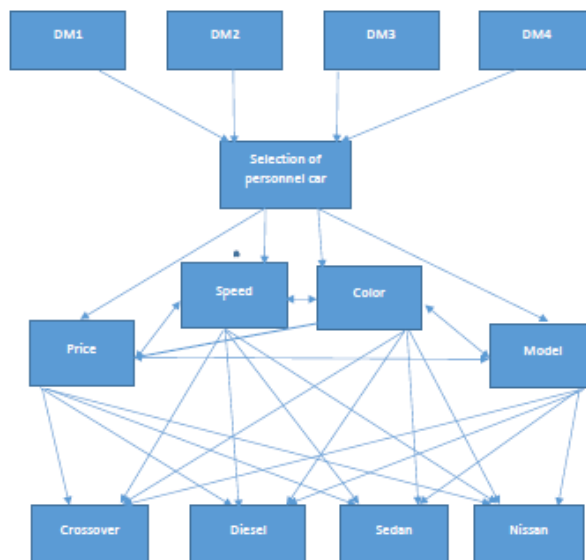 DM1
DM2
DM3
DM4
Selection of
personnel car
Speed
Color
Price
Model
Crossover
Diesel
Sedan
Nissan